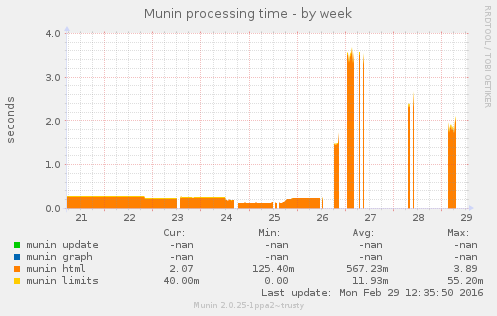 Munin processing time - by week
RRDTOOL / TOBI OETIKER
seconds
4.0
3.0
2.0
1.0
0.0
21 22 23 24 25 26 27 28 29
Cur: Min: Avg: Max:
munin update -nan -nan -nan -nan
munin graph -nan -nan -nan -nan
munin html 2.07 125.40m 567.23m 3.89
munin limits 40.00m 0.00 11.93m 55.20m
Last update: Mon Feb 29 12:35:50 2016
Munin 2.0.25-1ppa2~trusty